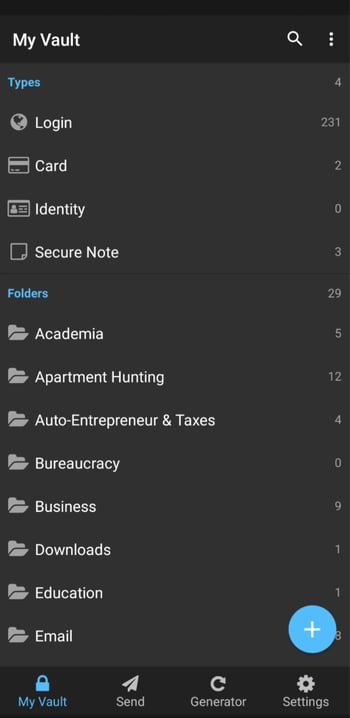 My Vault
Types 4
Login 231
Card 2
Identity 0
Secure Note 3
Folders 29
Academia 5
Apartment Hunting 12
Auto-Entrepreneur & Taxes 4
Bureaucracy 0
Business 9
Downloads 1
Education 1
Email
My Vault Send Generator Settings